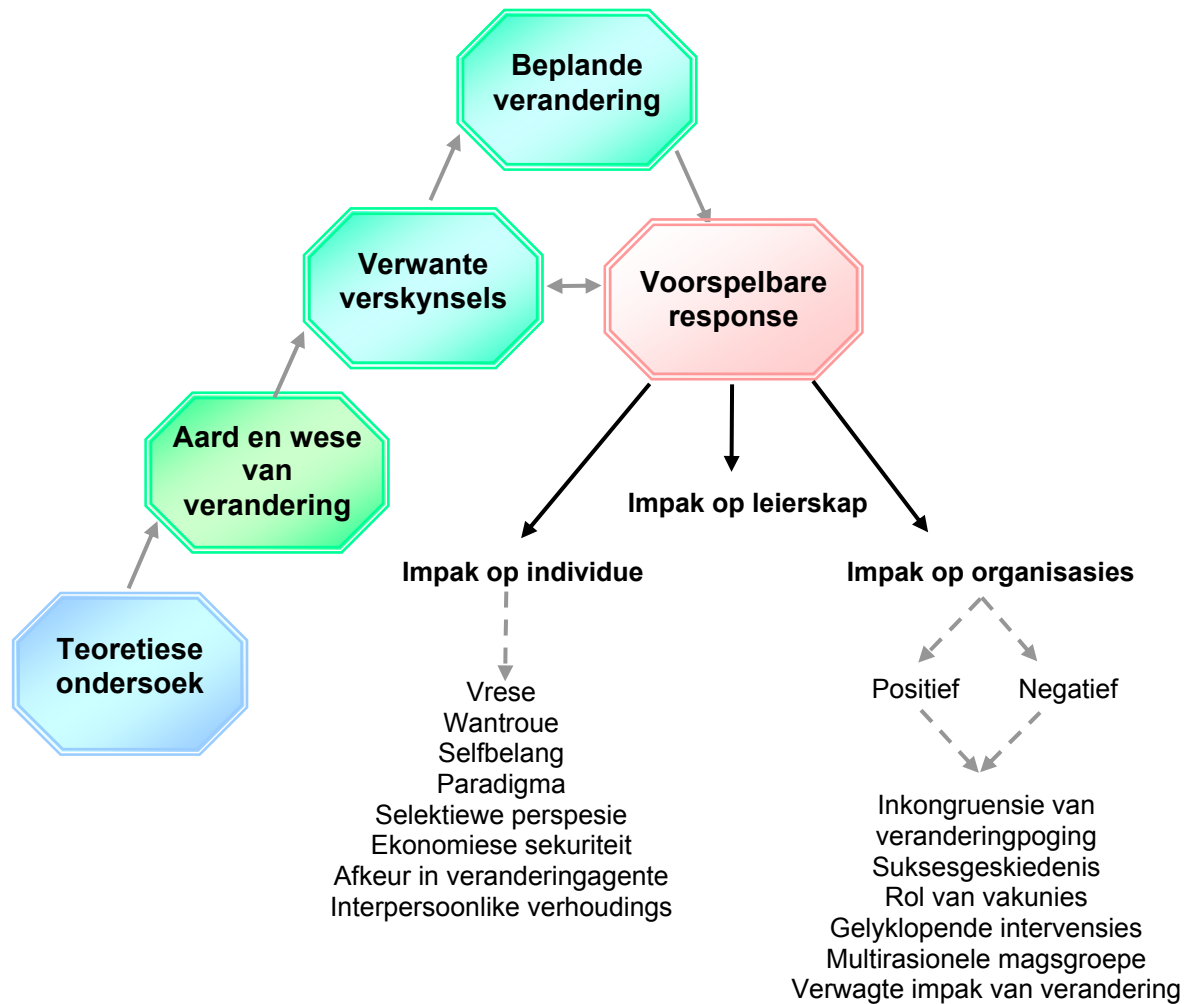 Beplande
verandering
Verwante
verskynsels
Voorspelbare
response
Aard en wese
van
verandering
Teoretiese
ondersoek
Impak op leierskap
Impak op individue
Vrese
Wantroue
Selfbelang
Paradigma
Selektiewe perspesie
Ekonomiese sekuriteit
Afkeur in veranderingagente
Interpersoonlike verhoudings
Impak op organisasies
Positief
Negatief
Inkongruensie van
veranderingpoging
Suksesgeskiedenis
Rol van vakunies
Gelyklopende intervensies
Multirasionele magsgroepe
Verwagte impak van verandering